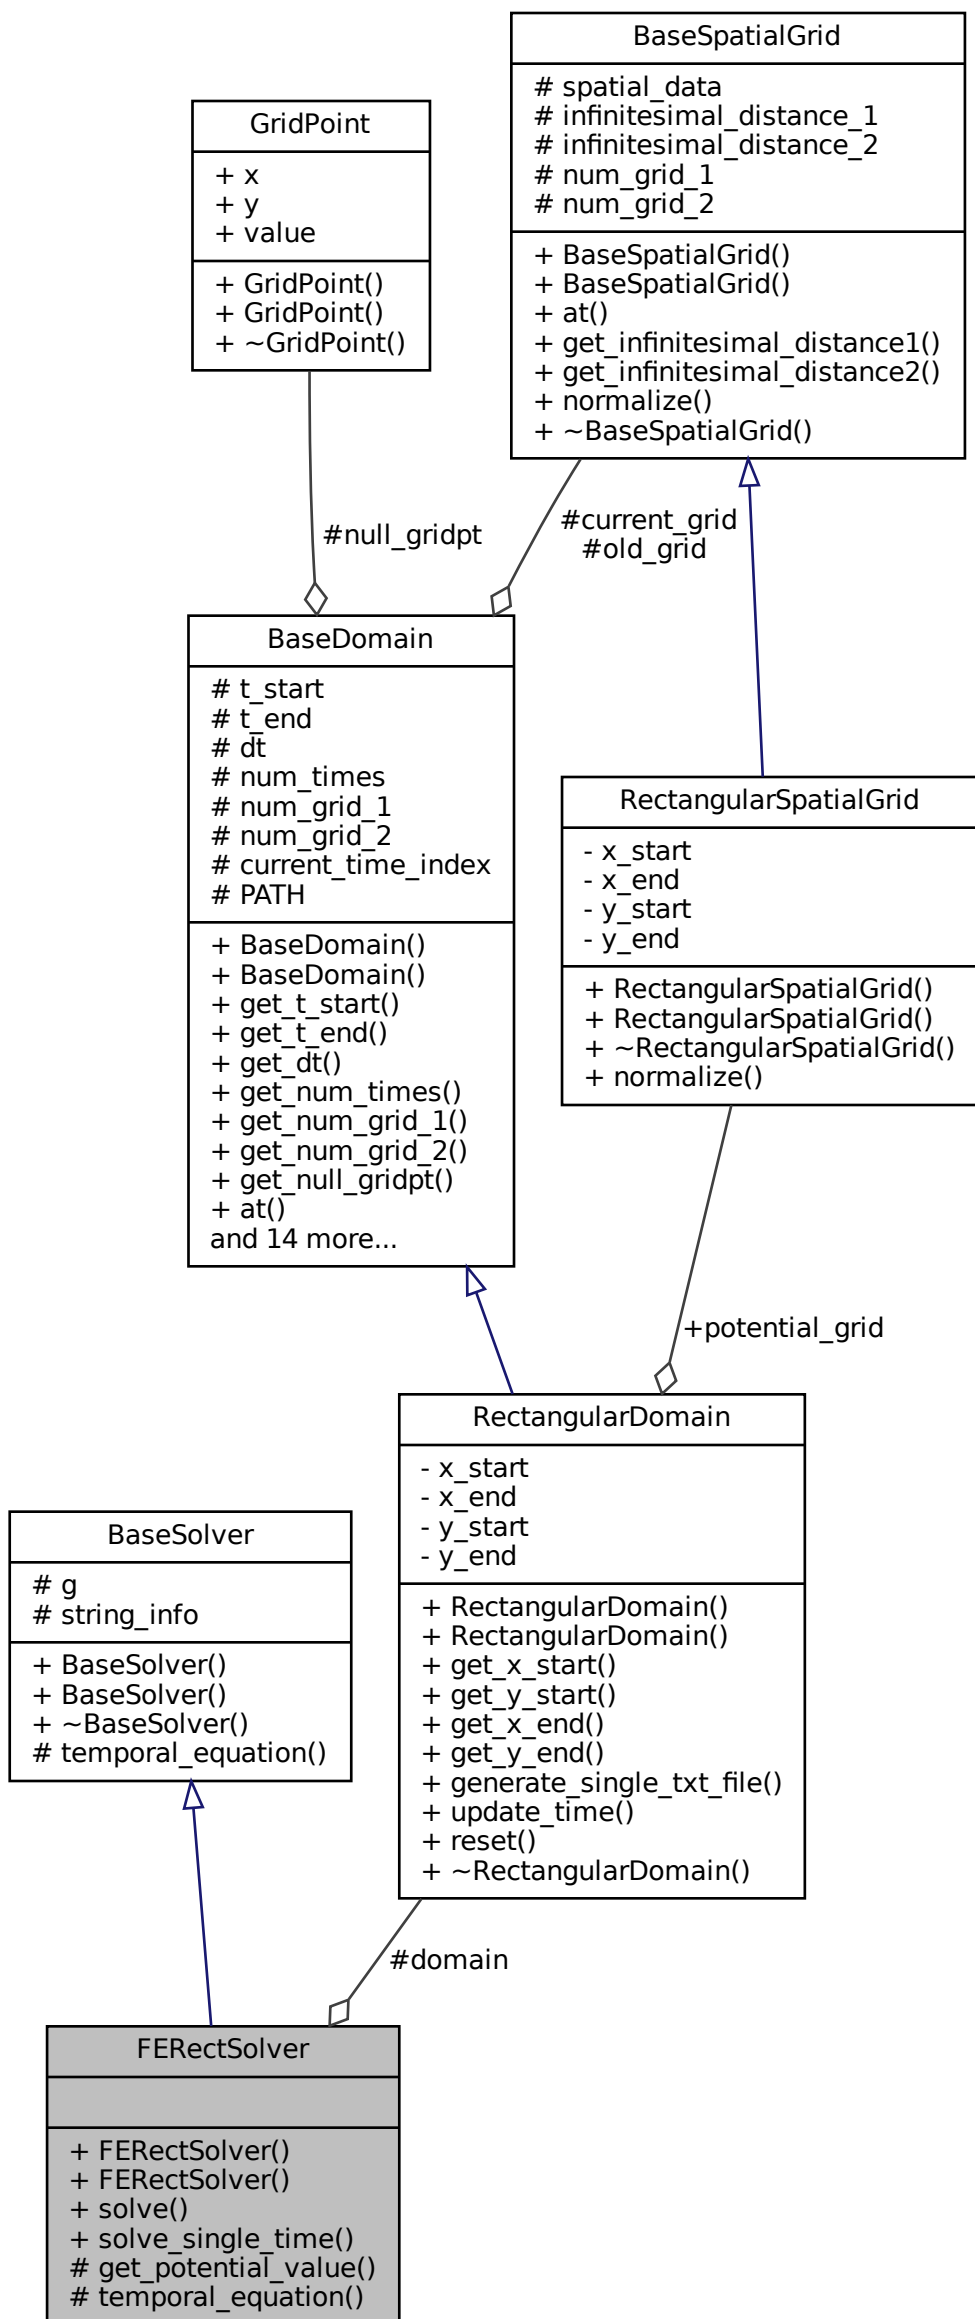 BaseSpatialGrid
# spatial_data
# infinitesimal_distance_1
# infinitesimal_distance_2
# num_grid_1
# num_grid_2
+ BaseSpatialGrid()
+ BaseSpatialGrid()
+ at()
+ get_infinitesimal_distance1()
+ get_infinitesimal_distance2()
+ normalize()
+ ~BaseSpatialGrid()
GridPoint
+ x
+ y
+ value
+ GridPoint()
+ GridPoint()
+ ~GridPoint()
#null_gridpt
#current_grid
#old_grid
BaseDomain
# t_start
# t_end
# dt
# num_times
# num_grid_1
# num_grid_2
# current_time_index
# PATH
+ BaseDomain()
+ BaseDomain()
+ get_t_start()
+ get_t_end()
+ get_dt()
+ get_num_times()
+ get_num_grid_1()
+ get_num_grid_2()
+ get_null_gridpt()
+ at()
and 14 more...
RectangularSpatialGrid
- x_start
- x_end
- y_start
- y_end
+ RectangularSpatialGrid()
+ RectangularSpatialGrid()
+ ~RectangularSpatialGrid()
+ normalize()
+potential_grid
RectangularDomain
- x_start
- x_end
- y_start
- y_end
+ RectangularDomain()
+ RectangularDomain()
+ get_x_start()
+ get_y_start()
+ get_x_end()
+ get_y_end()
+ generate_single_txt_file()
+ update_time()
+ reset()
+ ~RectangularDomain()
BaseSolver
# g
# string_info
+ BaseSolver()
+ BaseSolver()
+ ~BaseSolver()
# temporal_equation()
#domain
FERectSolver
+ FERectSolver()
+ FERectSolver()
+ solve()
+ solve_single_time()
# get_potential_value()
# temporal_equation()